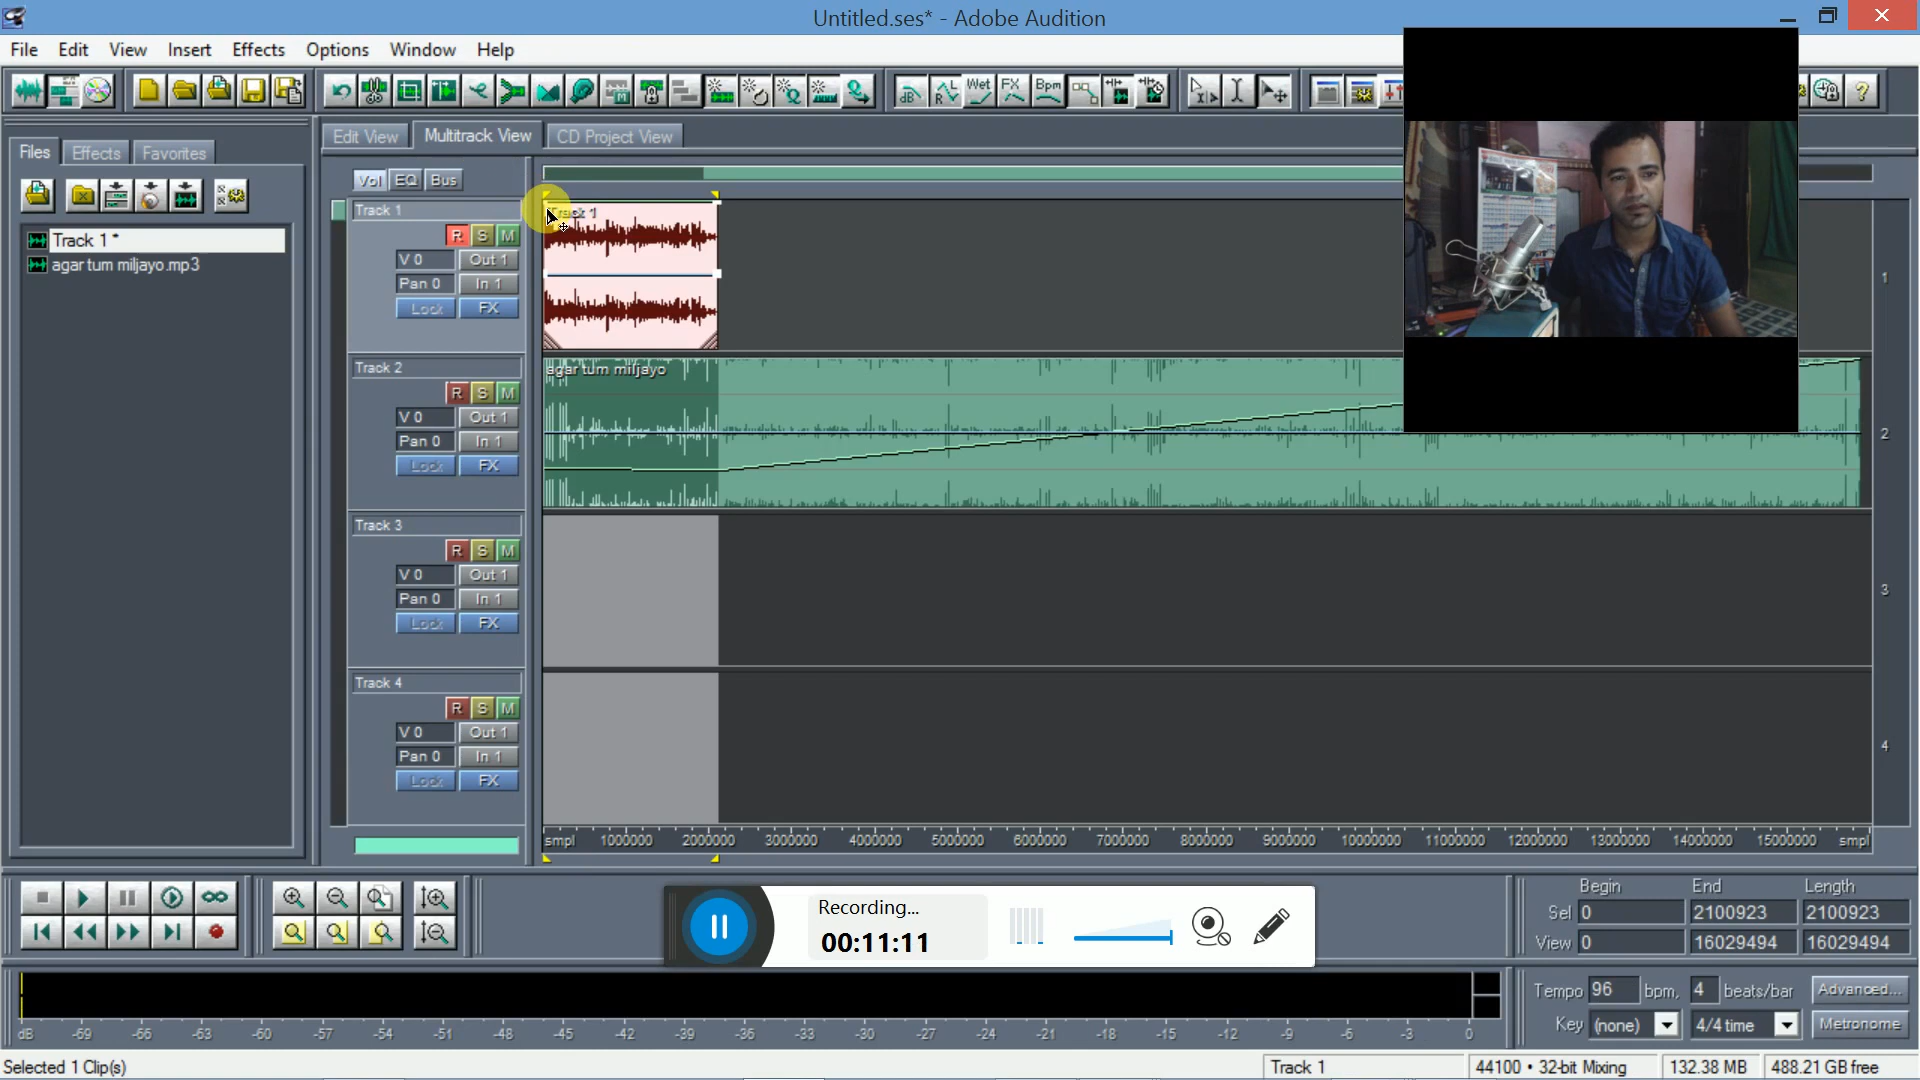 Untitled.ses* - Adobe Audition
File Edit View Insert Effects Options Window Help
Wet FX Bpm
dB
Files Effects Favorites
Edit View Multitrack View CD Project View
Vol EQ Bus
Track 1*
agar tum miljayo.mp3
Track 1
R S M
V 0 Out 1
Pan 0 In 1
Lock FX
Track 1
1
Track 2
R S M
V 0 Out 1
Pan 0 In 1
Lock FX
agar tum miljayo
2
Track 3
R S M
V 0 Out 1
Pan 0 In 1
Lock FX
3
Track 4
R S M
V 0 Out 1
Pan 0 In 1
Lock FX
4
smpl 1000000 2000000 3000000 4000000 5000000 6000000 7000000 8000000 9000000 10000000 11000000 12000000 13000000 14000000 15000000 smpl
Recording...
00:11:11
Begin End Length
Sel 0 2100923 2100923
View 0 16029494 16029494
dB -69 -66 -63 -60 -57 -54 -51 -48 -45 -42 -39 -36 -33 -30 -27 -24 -21 -18 -15 -12 -9 -6 -3 0
Tempo 96 bpm, 4 beats/bar Advanced...
Key (none) 4/4 time Metronome
Selected 1 Clip(s) Track 1 44100 • 32-bit Mixing 132.38 MB 488.21 GB free